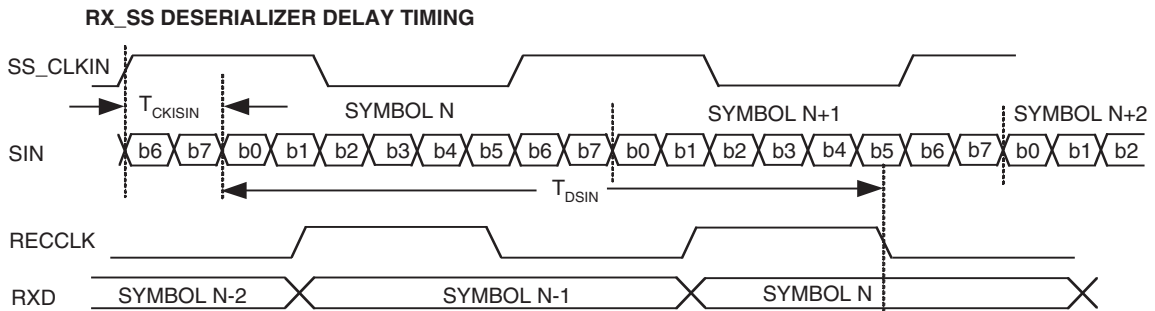 RX_SS DESERIALIZER DELAY TIMING
SS_CLKIN
TCKISIN
SYMBOL N
SYMBOL N+1
SYMBOL N+2
SIN
b6 b7 b0 b1 b2 b3 b4 b5 b6 b7 b0 b1 b2 b3 b4 b5 b6 b7 b0 b1 b2
TDSIN
RECCLK
RXD
SYMBOL N-2
SYMBOL N-1
SYMBOL N